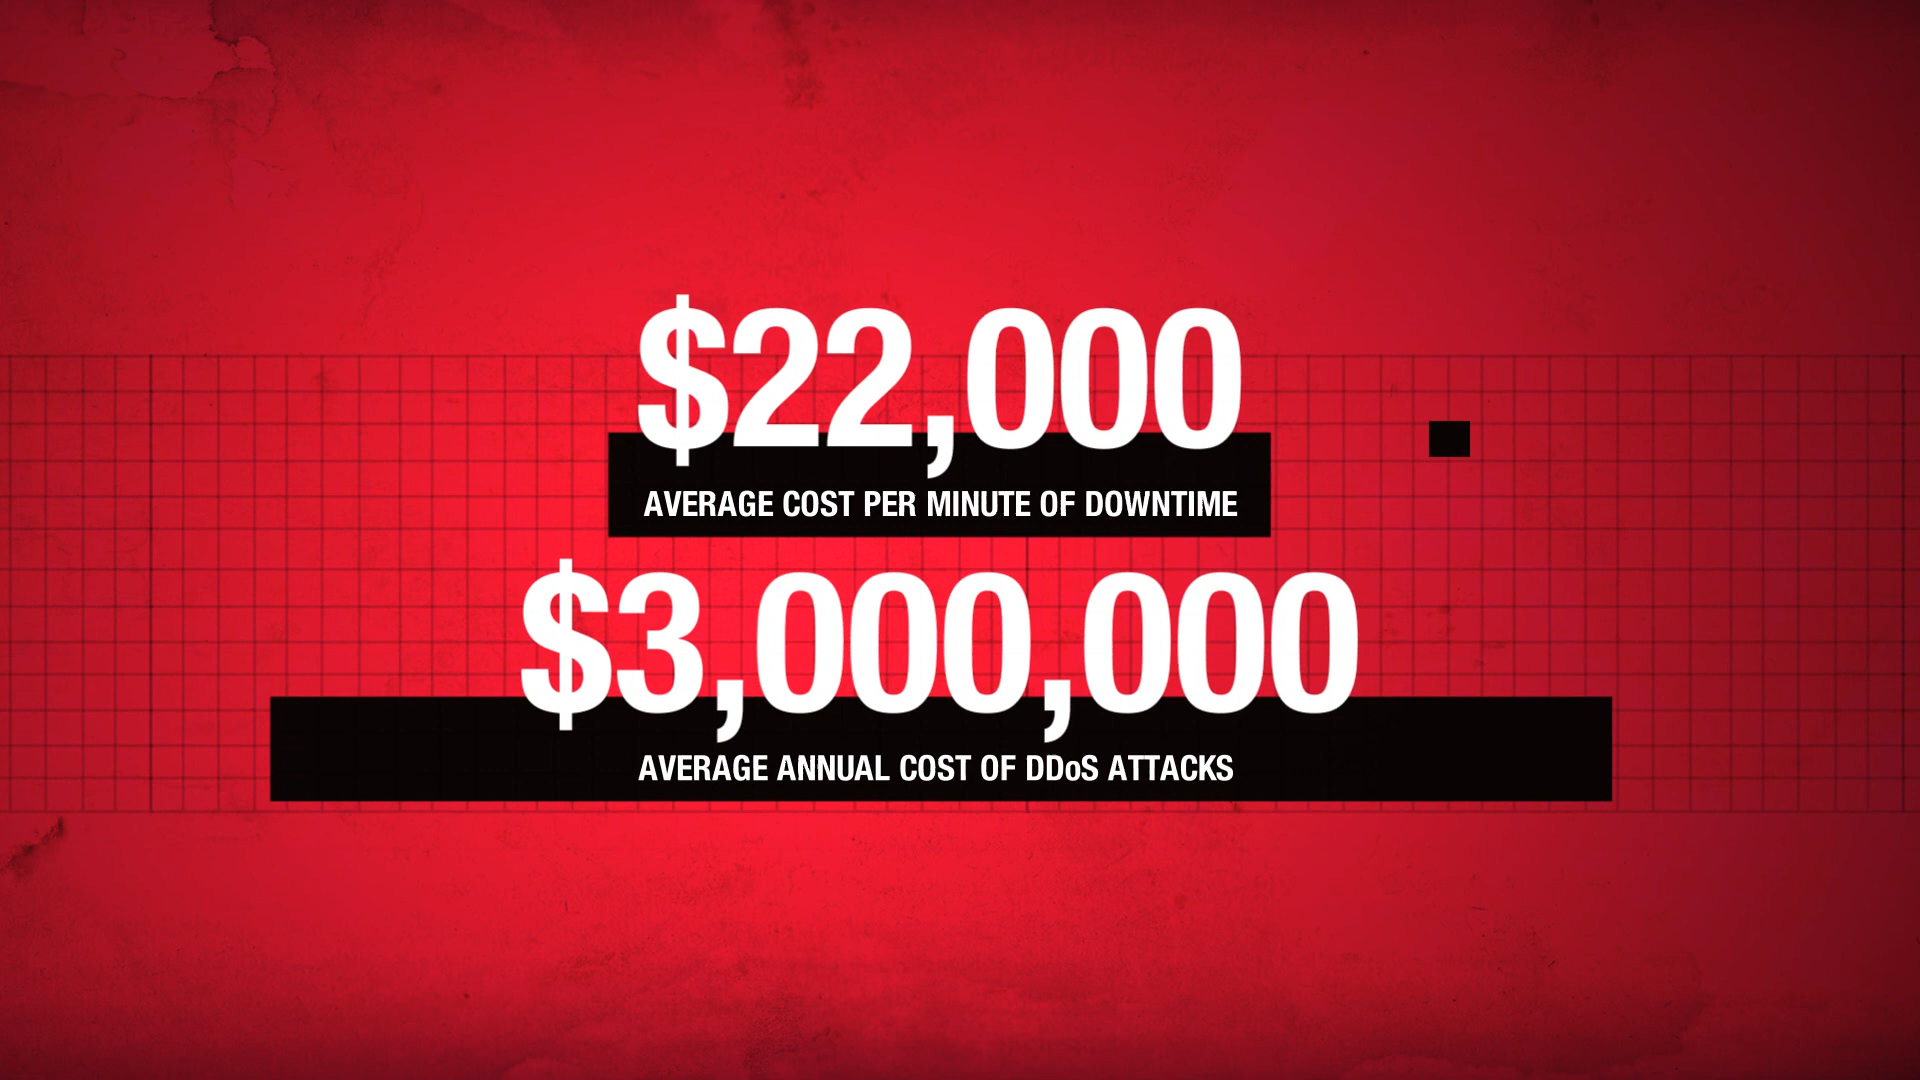 $22,000
AVERAGE COST PER MINUTE OF DOWNTIME
$3,000,000
AVERAGE ANNUAL COST OF DDoS ATTACKS